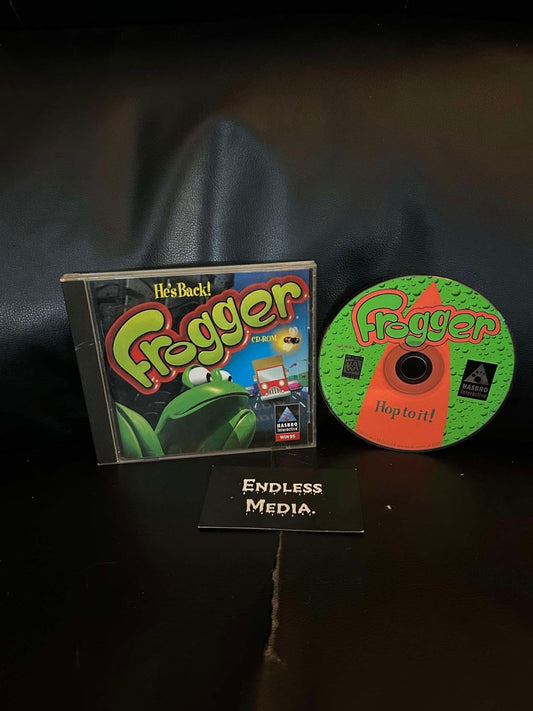 He's Back!
Frogger
CD-ROM
HASBRO
Interactive
WIN 95
Frogger
HASBRO
Interactive
Hop to it!
ENDLESS
MEDIA.